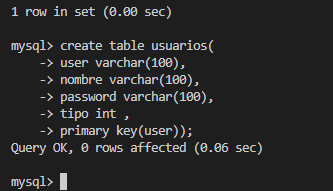 1 row in set (0.00 sec)
mysql> create table usuarios(
-> user varchar(100),
-> nombre varchar(100),
-> password varchar(100),
-> tipo int ,
-> primary key(user));
Query OK, 0 rows affected (0.06 sec)
mysql>